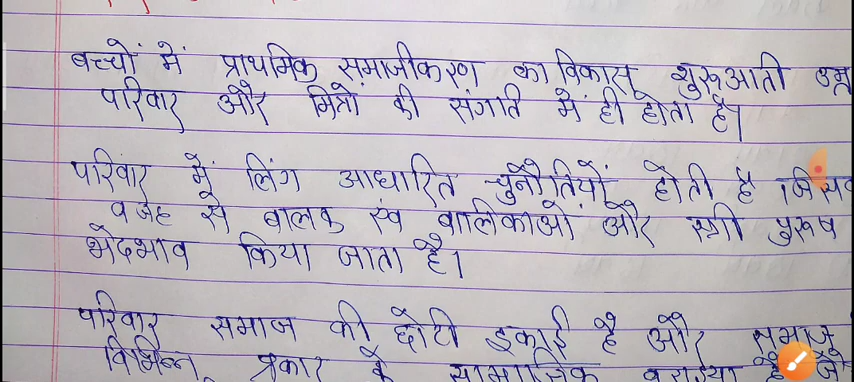 बच्चों में प्राथमिक समाजीकरण का विकास शुरुआती उम्र
परिवार और मित्रों की संगति में ही होता है।
परिवार में लिंग आधारित चुनौतियों होती है जिसक
वजह से बालक एंव बालिकाओं और स्त्री पुरुष
भेदभाव किया जाता है।
परिवार समाज की छोटी इकाई है और समाज
विभिन्न प्रकार के सामाजिक